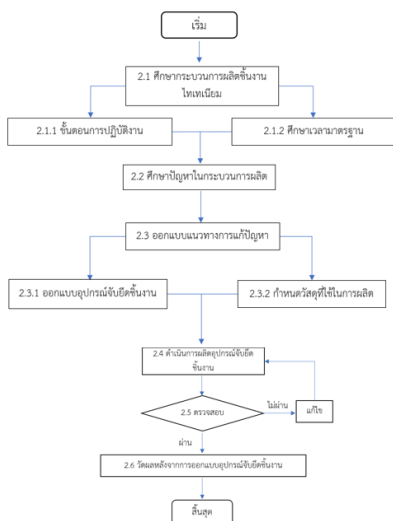 เริ่ม
2.1 ศึกษากระบวนการผลิตชิ้นงาน
ไทเทเนียม
2.1.1 ขั้นตอนการปฏิบัติงาน
2.1.2 ศึกษาเวลามาตรฐาน
2.2 ศึกษาปัญหาในกระบวนการผลิต
2.3 ออกแบบแนวทางการแก้ปัญหา
2.3.1 ออกแบบอุปกรณ์จับยึดชิ้นงาน
2.3.2 กำหนดวัสดุที่ใช้ในการผลิต
2.4 ดำเนินการผลิตอุปกรณ์จับยึด
ชิ้นงาน
2.5 ตรวจสอบ
ไม่ผ่าน
แก้ไข
ผ่าน
2.6 วัดผลหลังจากการออกแบบอุปกรณ์จับยึดชิ้นงาน
สิ้นสุด